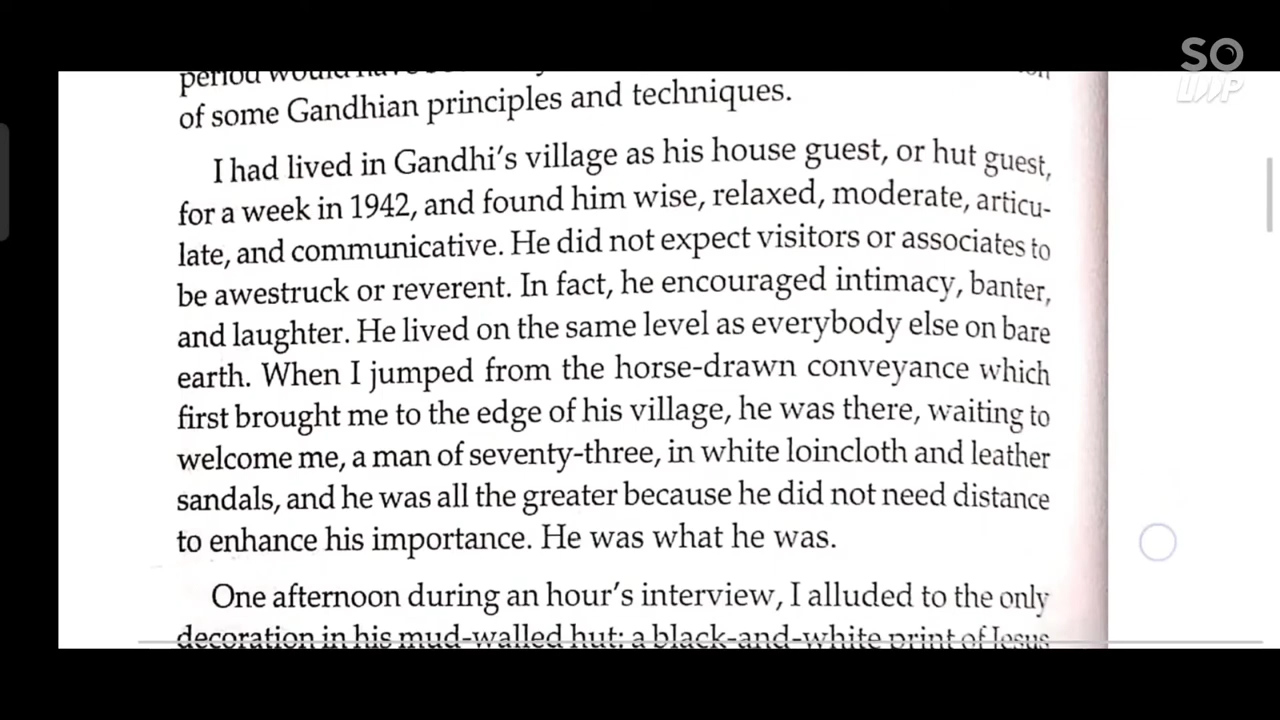 period would have
of some Gandhian principles and techniques.
I had lived in Gandhi's village as his house guest, or hut guest,
for a week in 1942, and found him wise, relaxed, moderate, articu-
late, and communicative. He did not expect visitors or associates to
be awestruck or reverent. In fact, he encouraged intimacy, banter,
and laughter. He lived on the same level as everybody else on bare
earth. When I jumped from the horse-drawn conveyance which
first brought me to the edge of his village, he was there, waiting to
welcome me, a man of seventy-three, in white loincloth and leather
sandals, and he was all the greater because he did not need distance
to enhance his importance. He was what he was.
One afternoon during an hour's interview, I alluded to the only
decoration in his mud-walled hut: a black-and-white print of Jesus
SO